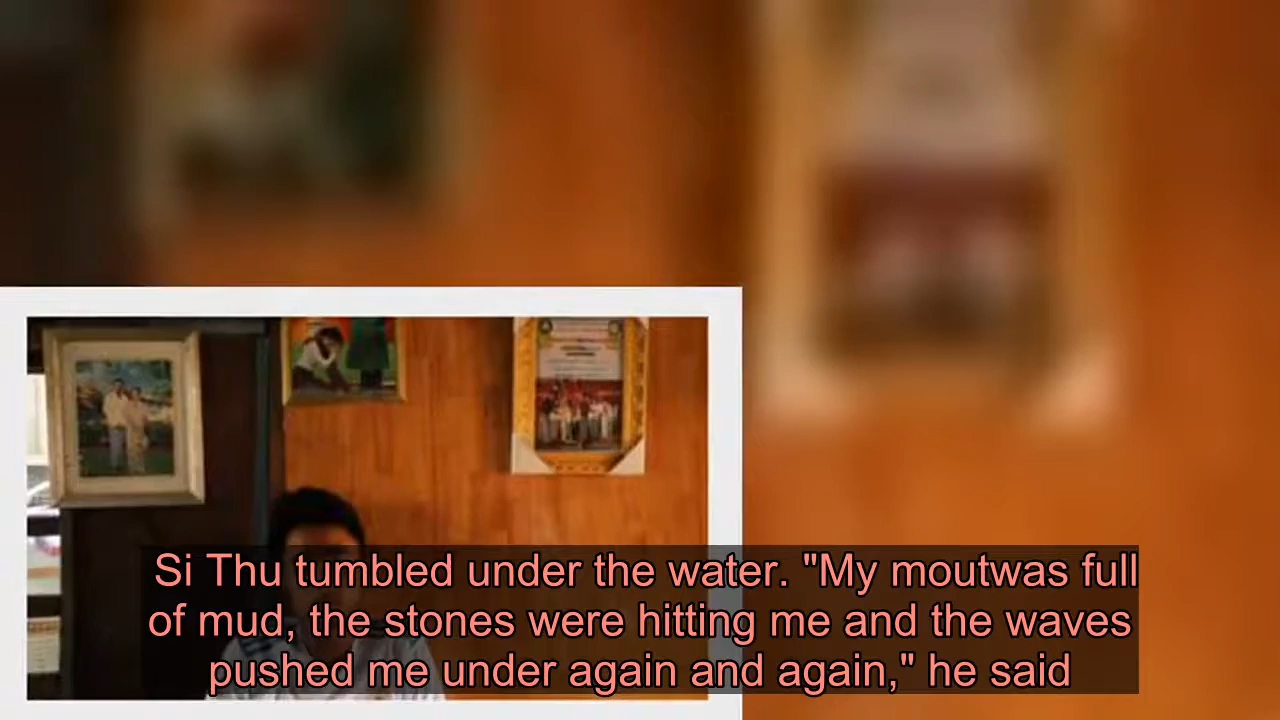 Si Thu tumbled under the water. "My moutwas full
of mud, the stones were hitting me and the waves
pushed me under again and again," he said